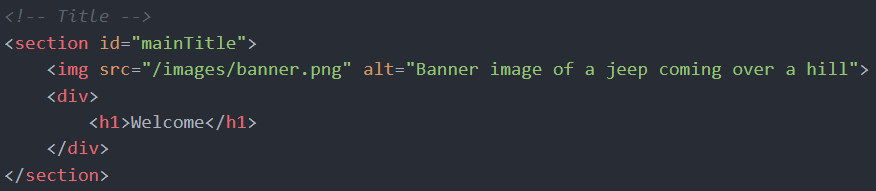 <!-- Title -->
<section id="mainTitle">
    <img src="/images/banner.png" alt="Banner image of a jeep coming over a hill">
    <div>
        <h1>Welcome</h1>
    </div>
</section>